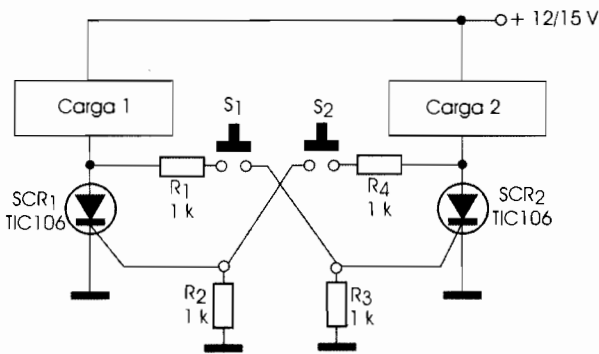 + 12/15 V
Carga 1
Carga 2
S1
S2
R1
1 k
R4
1 k
SCR1
TIC106
SCR2
TIC106
R2
1 k
R3
1 k